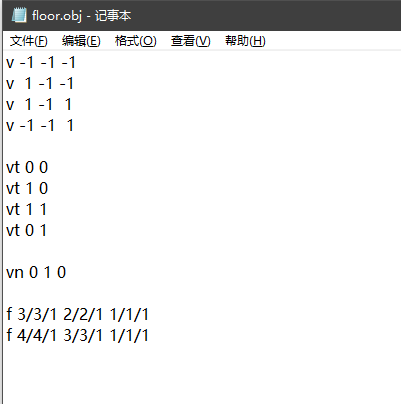 floor.obj - 记事本
文件(F) 编辑(E) 格式(O) 查看(V) 帮助(H)
v -1 -1 -1
v  1 -1 -1
v  1 -1  1
v -1 -1  1
vt 0 0
vt 1 0
vt 1 1
vt 0 1
vn 0 1 0
f 3/3/1 2/2/1 1/1/1
f 4/4/1 3/3/1 1/1/1